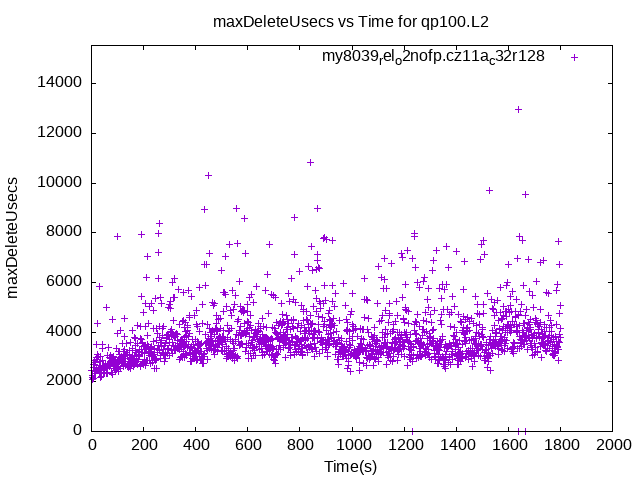 maxDeleteUsecs vs Time for qp100.L2
my8039rel_o2nofp.cz11a_c32r128
14000
12000
10000
8000
6000
4000
2000
0
maxDeleteUsecs
0 200 400 600 800 1000 1200 1400 1600 1800 2000
Time(s)